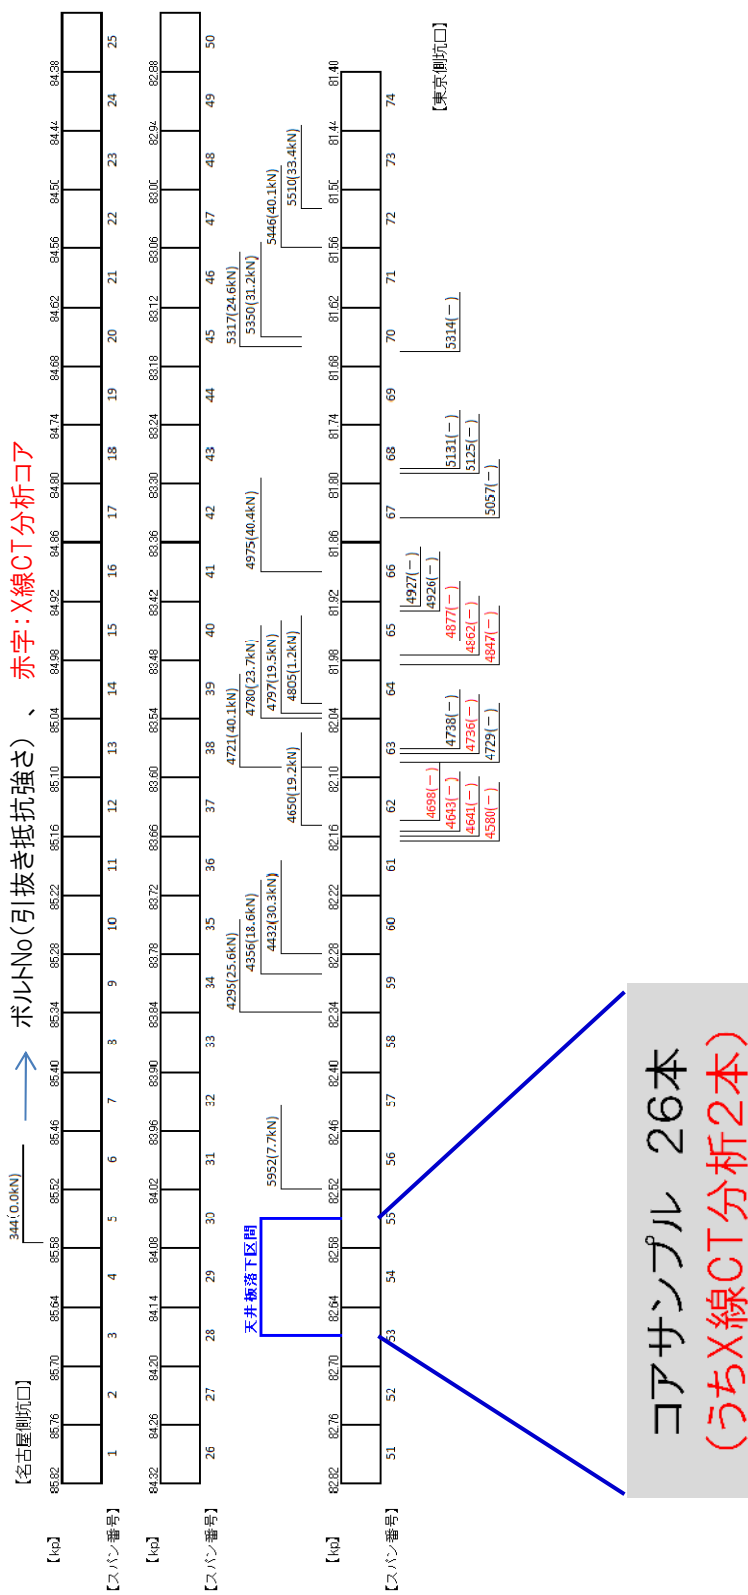 344(0.0kN)
ボルトNo(引抜き抵抗強さ) 、 赤字：X線CT分析コア
【名古屋側坑口】
【kp】 85.82 85.76 85.70 85.64 85.58 85.52 85.46 85.40 85.34 85.28 85.22 85.16 85.10 85.04 84.98 84.92 84.86 84.80 84.74 84.68 84.62 84.56 84.50 84.44 84.38
【スパン番号】 1 2 3 4 5 6 7 8 9 10 11 12 13 14 15 16 17 18 19 20 21 22 23 24 25
【kp】 84.32 84.26 84.20 84.14 84.08 84.02 83.96 83.90 83.84 83.78 83.72 83.66 83.60 83.54 83.48 83.42 83.36 83.30 83.24 83.18 83.12 83.06 83.00 82.94 82.88
【スパン番号】 26 27 28 29 30 31 32 33 34 35 36 37 38 39 40 41 42 43 44 45 46 47 48 49 50
天井板落下区間
5952(7.7kN)
4295(25.6kN)
4356(18.6kN)
4432(30.3kN)
4650(19.2kN)
4721(40.1kN)
4780(23.7kN)
4797(19.5kN)
4805(1.2kN)
4975(40.4kN)
5317(24.6kN)
5350(31.2kN)
5446(40.1kN)
5510(33.4kN)
【kp】 82.82 82.76 82.70 82.64 82.58 82.52 82.46 82.40 82.34 82.28 82.22 82.16 82.10 82.04 81.98 81.92 81.86 81.80 81.74 81.68 81.62 81.56 81.50 81.44 81.40
【スパン番号】 51 52 53 54 55 56 57 58 59 60 61 62 63 64 65 66 67 68 69 70 71 72 73 74
【東京側坑口】
4698(－)
4643(－)
4641(－)
4580(－)
4738(－)
4736(－)
4729(－)
4927(－)
4926(－)
4877(－)
4862(－)
4847(－)
5131(－)
5125(－)
5057(－)
5314(－)
コアサンプル 26本
(うちX線CT分析2本)